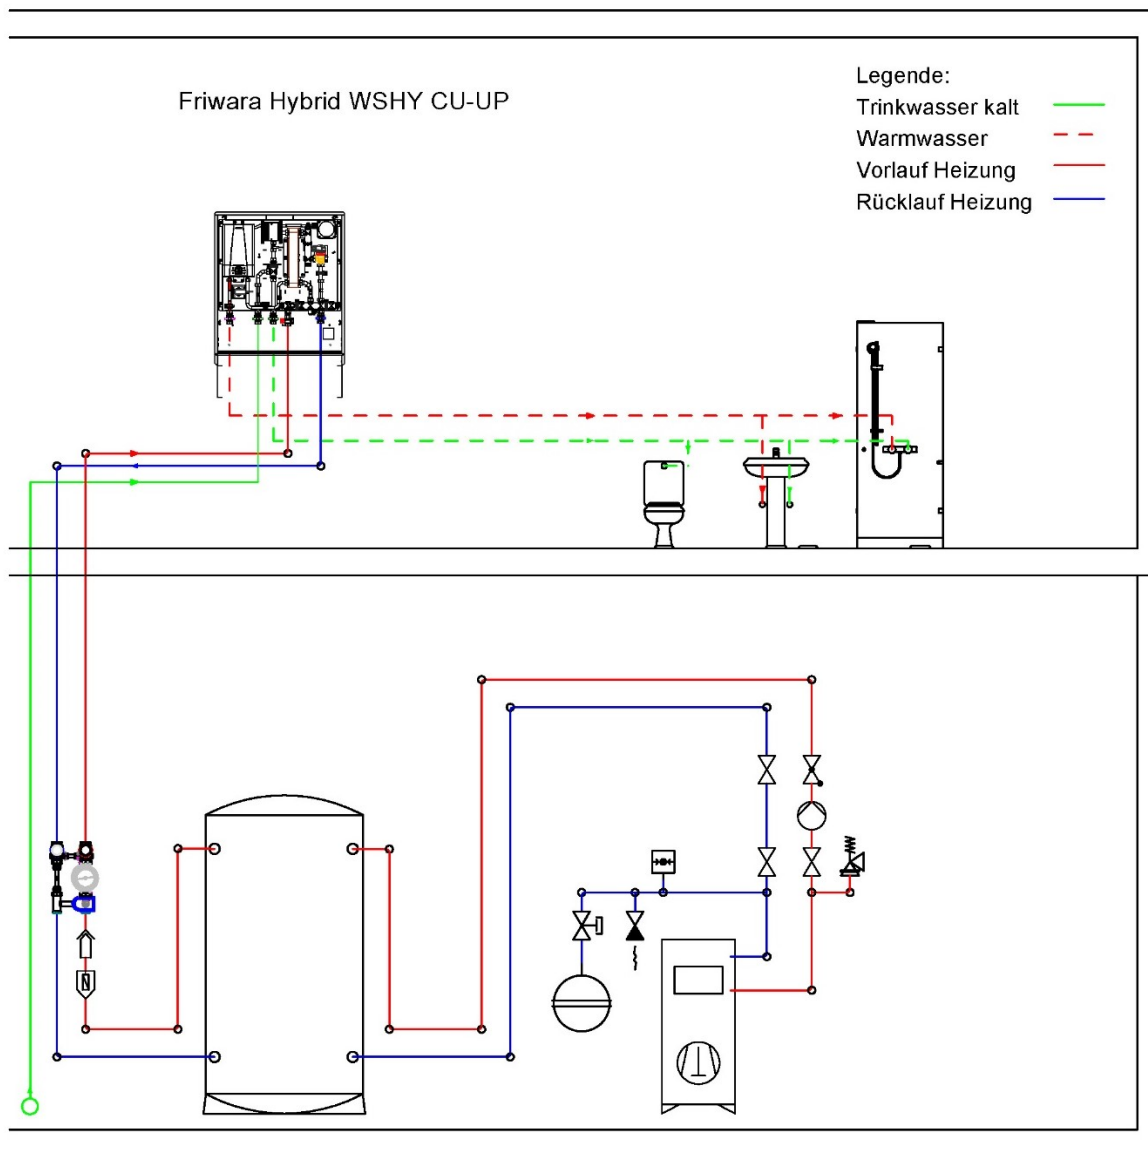 Friwara Hybrid WSHY CU-UP
Legende:
Trinkwasser kalt
Warmwasser
Vorlauf Heizung
Rücklauf Heizung